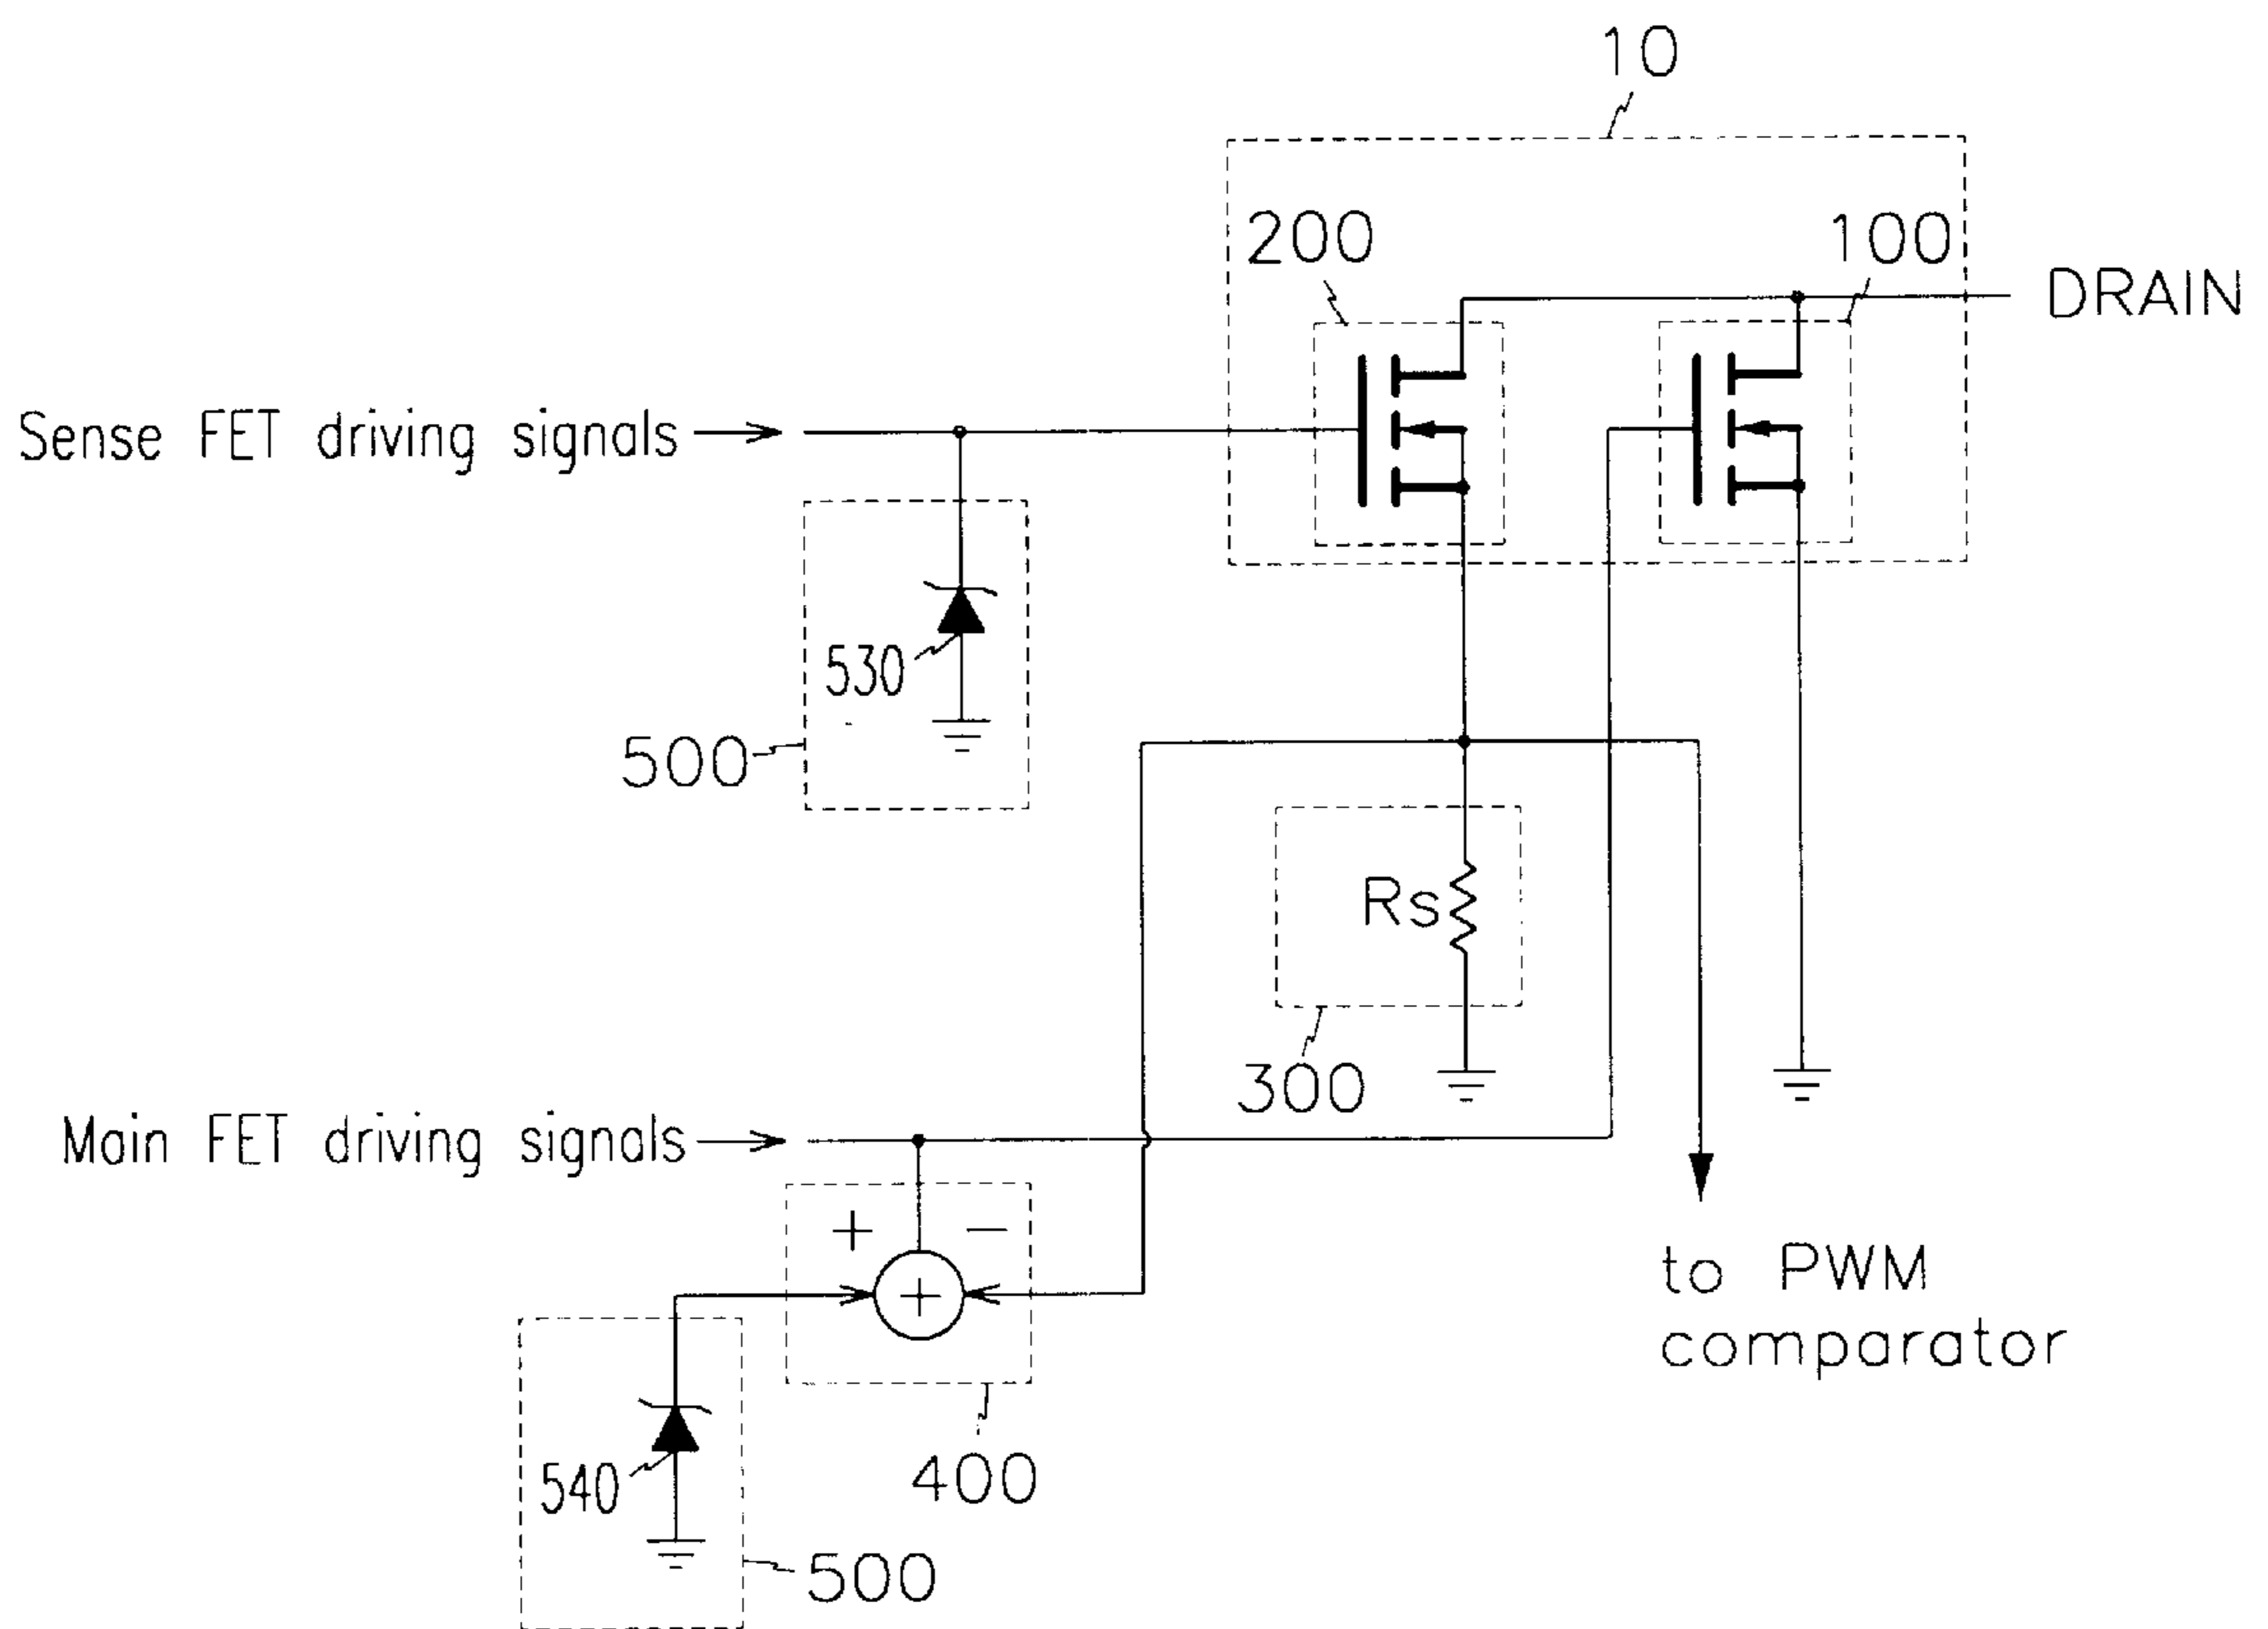 10
200
100
DRAIN
Sense FET driving signals
530
500
Rs
300
Main FET driving signals
+ −
+
to PWM
comparator
540
400
500